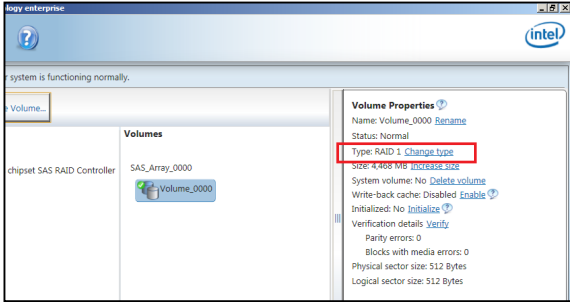 ology enterprise
intel
r system is functioning normally.
e Volume...
Volumes
chipset SAS RAID Controller
SAS_Array_0000
Volume_0000
Volume Properties
Name: Volume_0000 Rename
Status: Normal
Type: RAID 1 Change type
Size: 4,468 MB Increase size
System volume: No Delete volume
Write-back cache: Disabled Enable
Initialized: No Initialize
Verification details Verify
Parity errors: 0
Blocks with media errors: 0
Physical sector size: 512 Bytes
Logical sector size: 512 Bytes